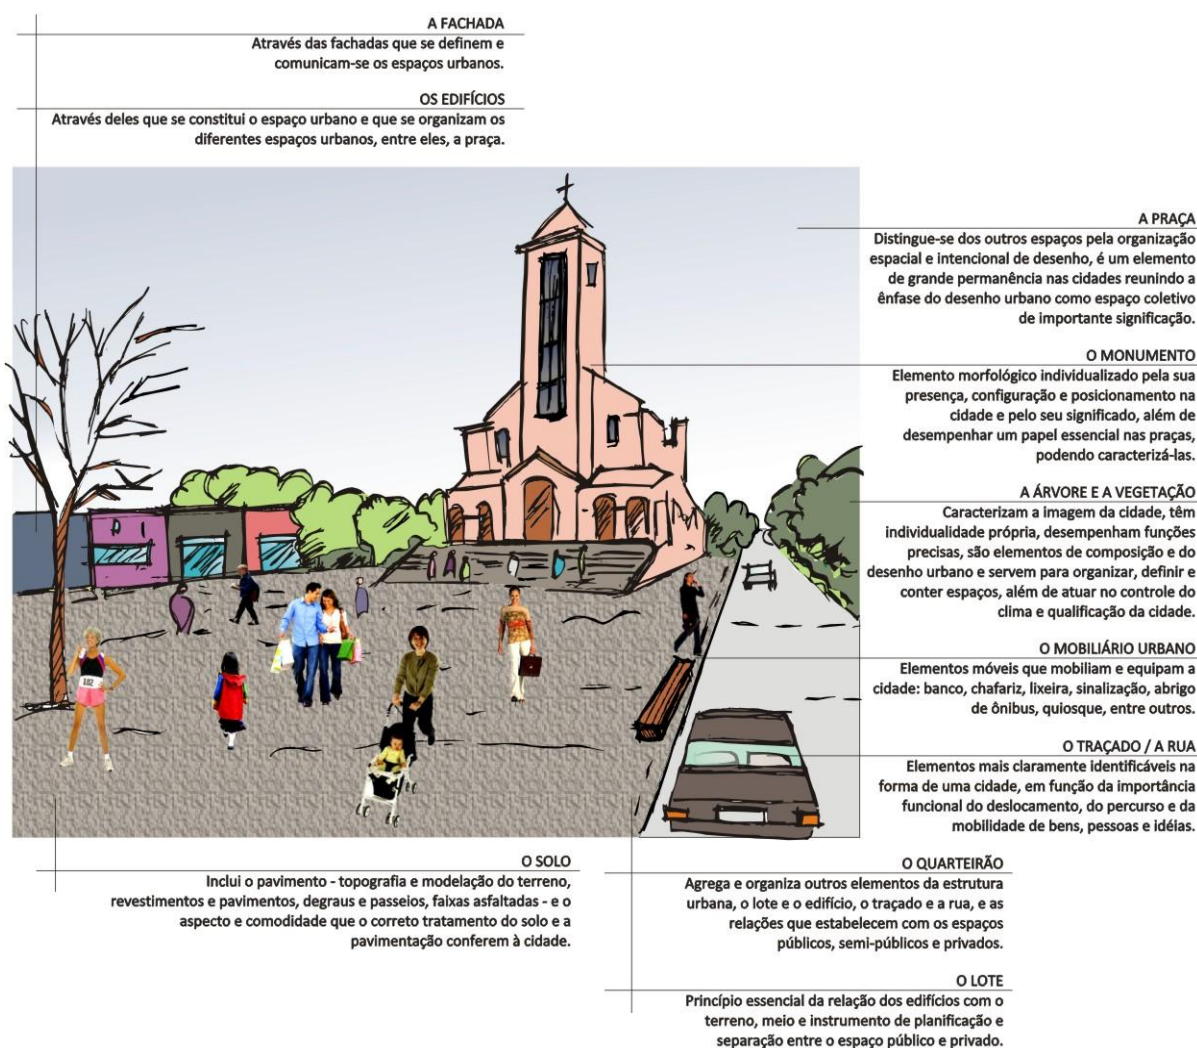 A FACHADA
Através das fachadas que se definem e
comunicam-se os espaços urbanos.
OS EDIFÍCIOS
Através deles que se constitui o espaço urbano e que se organizam os
diferentes espaços urbanos, entre eles, a praça.
A PRAÇA
Distingue-se dos outros espaços pela organização
espacial e intencional de desenho, é um elemento
de grande permanência nas cidades reunindo a
ênfase do desenho urbano como espaço coletivo
de importante significação.
O MONUMENTO
Elemento morfológico individualizado pela sua
presença, configuração e posicionamento na
cidade e pelo seu significado, além de
desempenhar um papel essencial nas praças,
podendo caracterizá-las.
A ÁRVORE E A VEGETAÇÃO
Caracterizam a imagem da cidade, têm
individualidade própria, desempenham funções
precisas, são elementos de composição e do
desenho urbano e servem para organizar, definir e
conter espaços, além de atuar no controle do
clima e qualificação da cidade.
O MOBILIÁRIO URBANO
Elementos móveis que mobiliam e equipam a
cidade: banco, chafariz, lixeira, sinalização, abrigo
de ônibus, quiosque, entre outros.
O TRAÇADO / A RUA
Elementos mais claramente identificáveis na
forma de uma cidade, em função da importância
funcional do deslocamento, do percurso e da
mobilidade de bens, pessoas e idéias.
102
O SOLO
Inclui o pavimento - topografia e modelação do terreno,
revestimentos e pavimentos, degraus e passeios, faixas asfaltadas - e o
aspecto e comodidade que o correto tratamento do solo e a
pavimentação conferem à cidade.
O QUARTEIRÃO
Agrega e organiza outros elementos da estrutura
urbana, o lote e o edifício, o traçado e a rua, e as
relações que estabelecem com os espaços
públicos, semi-públicos e privados.
O LOTE
Princípio essencial da relação dos edifícios com o
terreno, meio e instrumento de planificação e
separação entre o espaço público e privado.